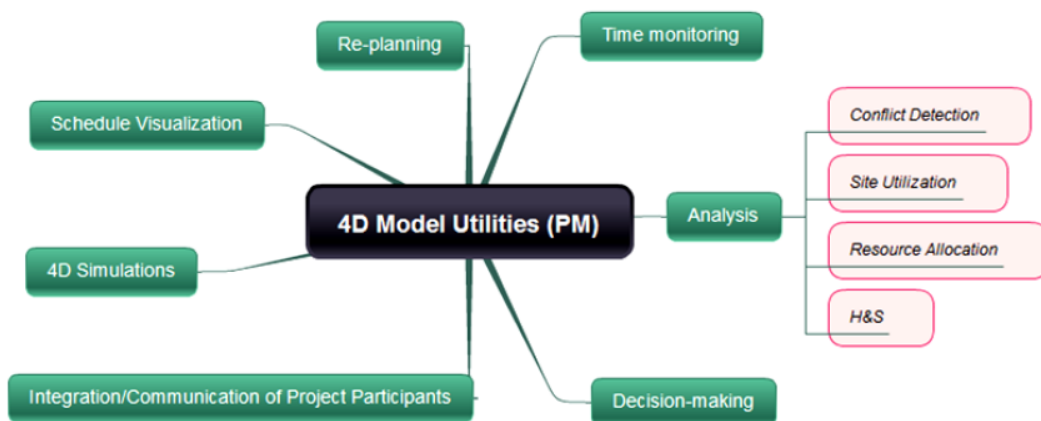 Re-planning
Time monitoring
Schedule Visualization
Conflict Detection
Site Utilization
4D Model Utilities (PM)
Analysis
Resource Allocation
4D Simulations
H&S
Integration/Communication of Project Participants
Decision-making